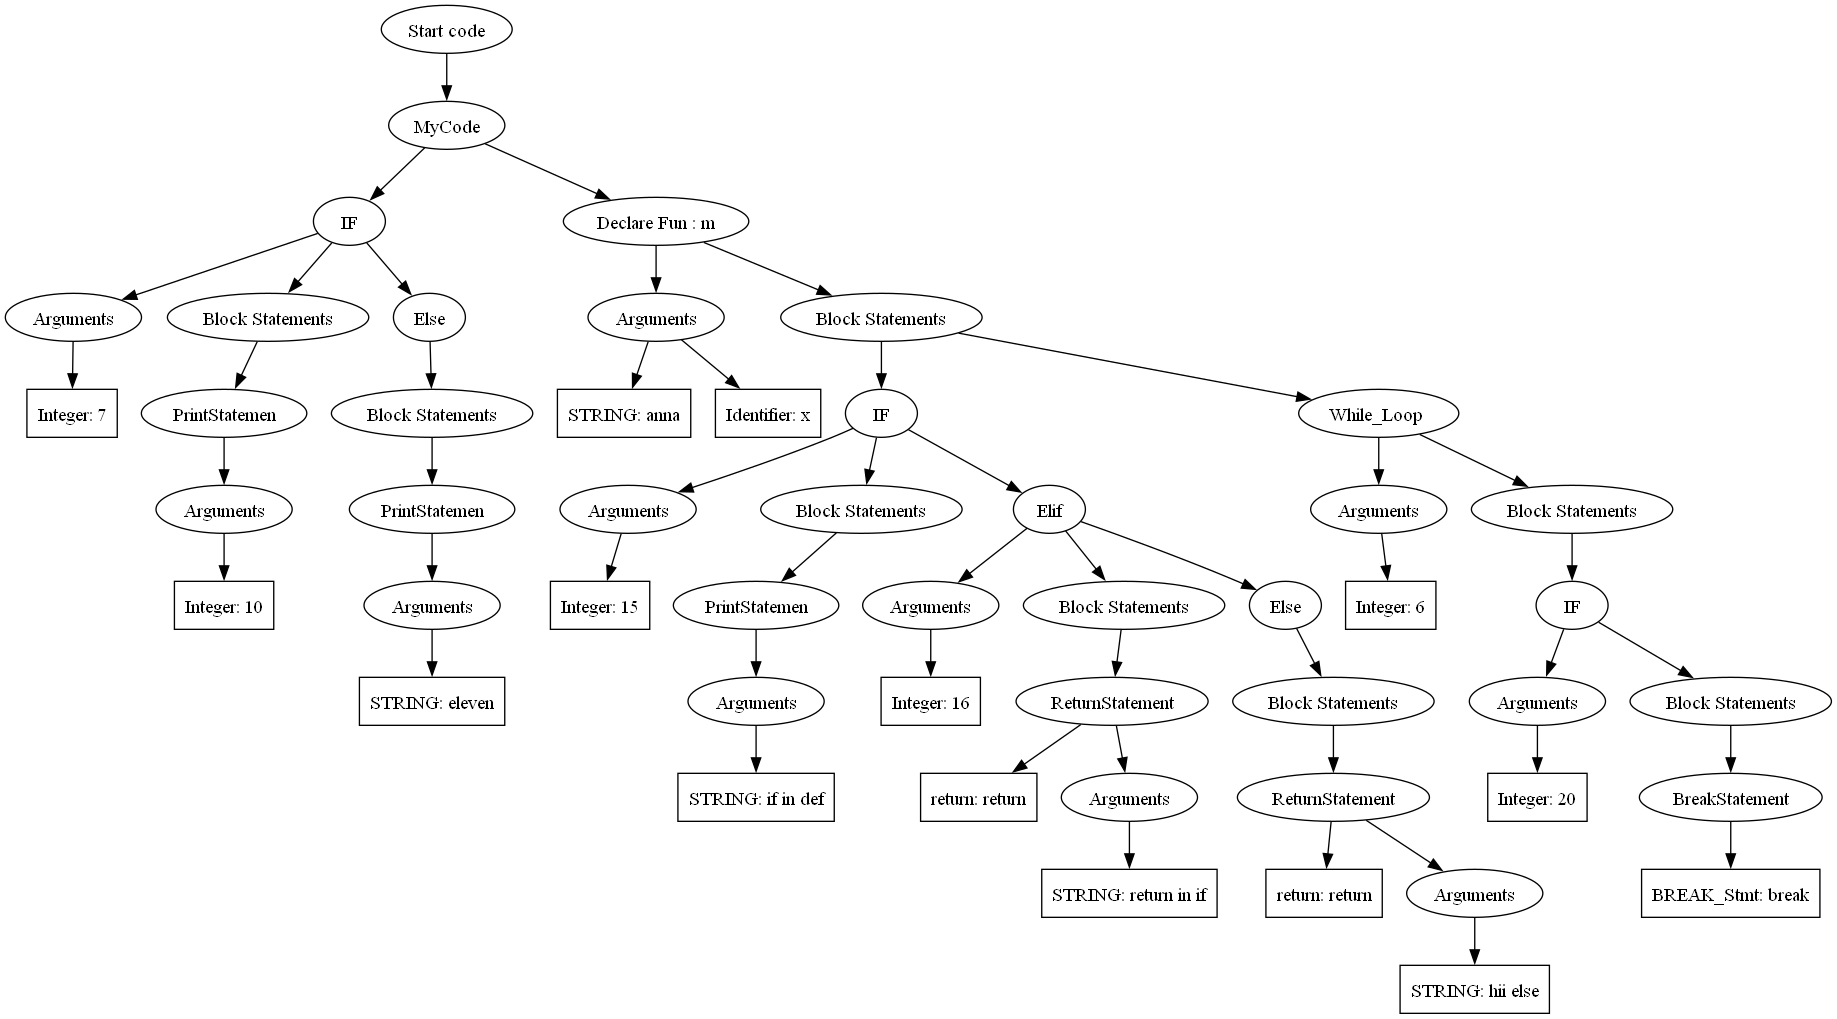 Start code
MyCode
IF
Declare Fun : m
Arguments
Block Statements
Else
Arguments
Block Statements
Integer: 7
PrintStatemen
Block Statements
STRING: anna
Identifier: x
IF
While_Loop
Arguments
PrintStatemen
Arguments
Block Statements
Elif
Arguments
Block Statements
Integer: 10
Arguments
Integer: 15
PrintStatemen
Arguments
Block Statements
Else
Integer: 6
IF
STRING: eleven
Arguments
Integer: 16
ReturnStatement
Block Statements
Arguments
Block Statements
STRING: if in def
return: return
Arguments
ReturnStatement
Integer: 20
BreakStatement
STRING: return in if
return: return
Arguments
BREAK_Stmt: break
STRING: hii else